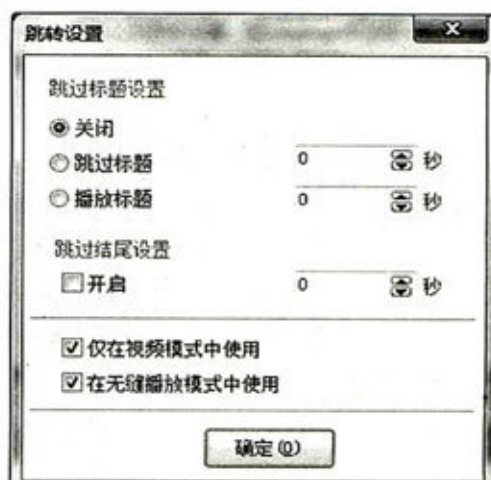 跳转设置
跳过标题设置
关闭
跳过标题 0 秒
播放标题 0 秒
跳过结尾设置
开启 0 秒
仅在视频模式中使用
在无缝播放模式中使用
确定(O)